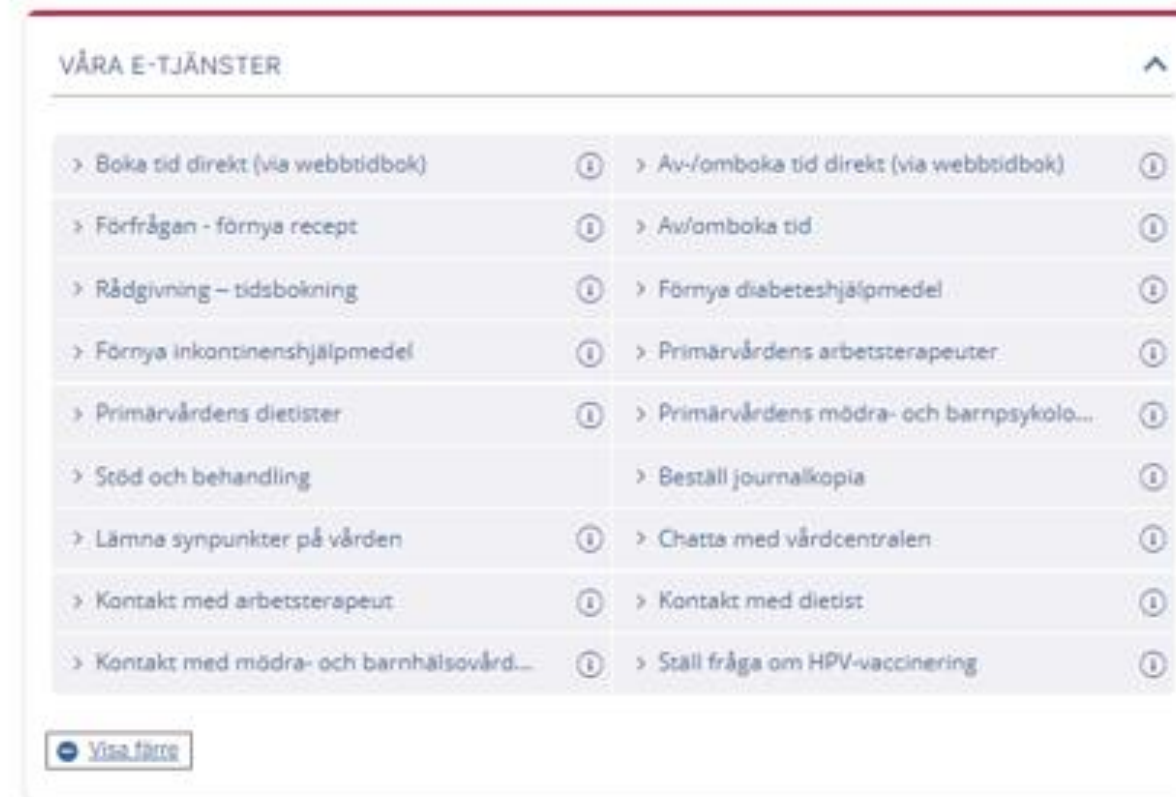 VÅRA E-TJÄNSTER
Boka tid direkt (via webbtidbok)
Av-/omboka tid direkt (via webbtidbok)
Förfrågan - förnya recept
Av/omboka tid
Rådgivning – tidsbokning
Förnya diabeteshjälpmedel
Förnya inkontinenshjälpmedel
Primärvårdens arbetsterapeuter
Primärvårdens dietister
Primärvårdens mödra- och barnpsykolo...
Stöd och behandling
Beställ journalkopia
Lämna synpunkter på vården
Chatta med vårdcentralen
Kontakt med arbetsterapeut
Kontakt med dietist
Kontakt med mödra- och barnhälsovård...
Ställ fråga om HPV-vaccinering
Visa färre